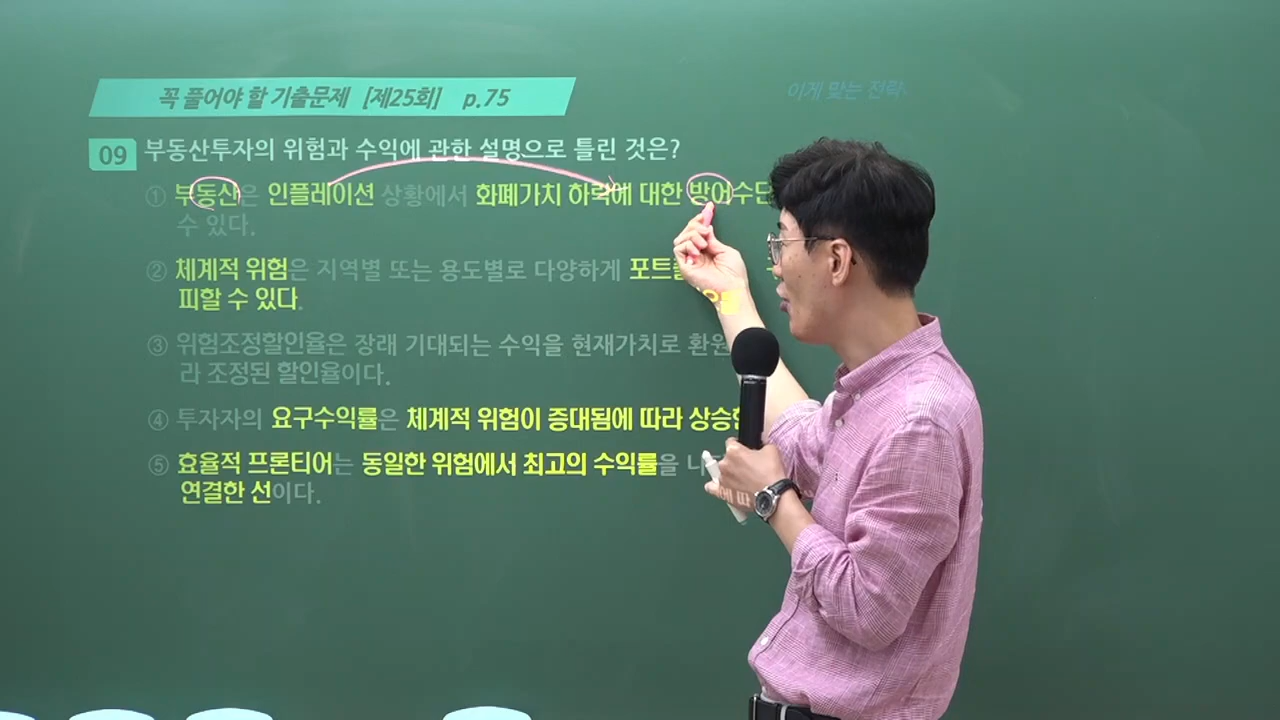 꼭 풀어야 할 기출문제 [제25회] p.75
이게 맞는 전략
09 부동산투자의 위험과 수익에 관한 설명으로 틀린 것은?
① 부동산은 인플레이션 상황에서 화폐가치 하락에 대한 방어수단
수 있다.
② 체계적 위험은 지역별 또는 용도별로 다양하게
피할 수 있다.
③ 위험조정할인율은 장래 기대되는 수익을 현재가치로 환원
라 조정된 할인율이다.
④ 투자자의 요구수익률은 체계적 위험이 증대됨에 따라
⑤ 효율적 프론티어는 동일한 위험에서 최고의 수익률을
연결한 선이다.